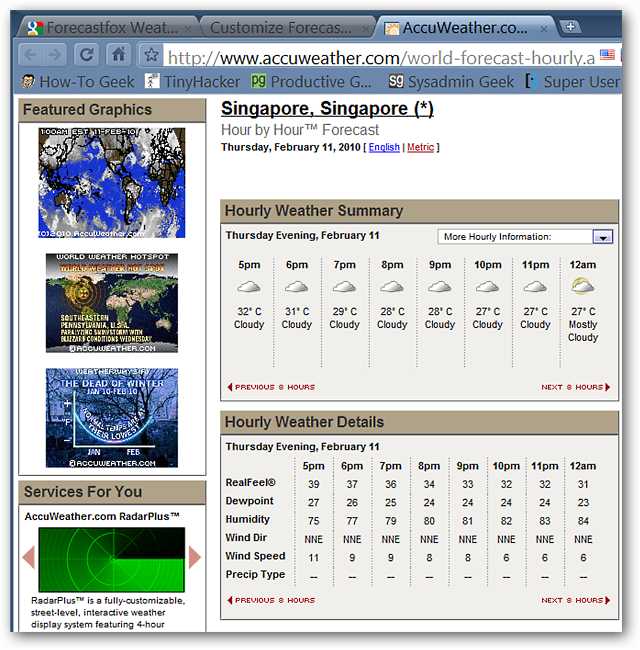 Forecastfox Weat...
Customize Forecas...
AccuWeather.co...
http://www.accuweather.com/world-forecast-hourly.a
How-To Geek
TinyHacker
pg Productive G...
sg Sysadmin Geek
Super User
Featured Graphics
1:00AM EST 11-FEB-10
(C)2010 AccuWeather.com
WORLD WEATHER HOTSPOT
SOUTHEASTERN
PENNSYLVANIA, U.S.A.
PARALYZING SNOWSTORM WITH
BLIZZARD CONDITIONS WEDNESDAY
©ACCUWEATHER.COM
THE DEAD OF WINTER
JAN 10-FEB 10
+
°F
-
NORMAL TEMPS ARE AT
THEIR LOWEST
JAN FEB
©ACCUWEATHER.COM
Services For You
AccuWeather.com RadarPlus™
RadarPlus™ is a fully-customizable,
street-level, interactive weather
display system featuring 4-hour
Singapore, Singapore (*)
Hour by Hour™ Forecast
Thursday, February 11, 2010 [ English | Metric ]
Hourly Weather Summary
Thursday Evening, February 11
More Hourly Information:
5pm 6pm 7pm 8pm 9pm 10pm 11pm 12am
32° C 31° C 29° C 28° C 28° C 27° C 27° C 27° C
Cloudy Cloudy Cloudy Cloudy Cloudy Cloudy Cloudy Mostly
Cloudy
PREVIOUS 8 HOURS
NEXT 8 HOURS
Hourly Weather Details
Thursday Evening, February 11
5pm 6pm 7pm 8pm 9pm 10pm 11pm 12am
RealFeel® 39 37 36 34 33 32 32 31
Dewpoint 27 26 25 24 24 24 24 23
Humidity 75 77 79 80 81 82 83 84
Wind Dir NNE NNE NNE NNE NNE NNE NNE NNE
Wind Speed 11 9 9 8 8 6 6 6
Precip Type -- -- -- -- -- -- -- --
PREVIOUS 8 HOURS
NEXT 8 HOURS